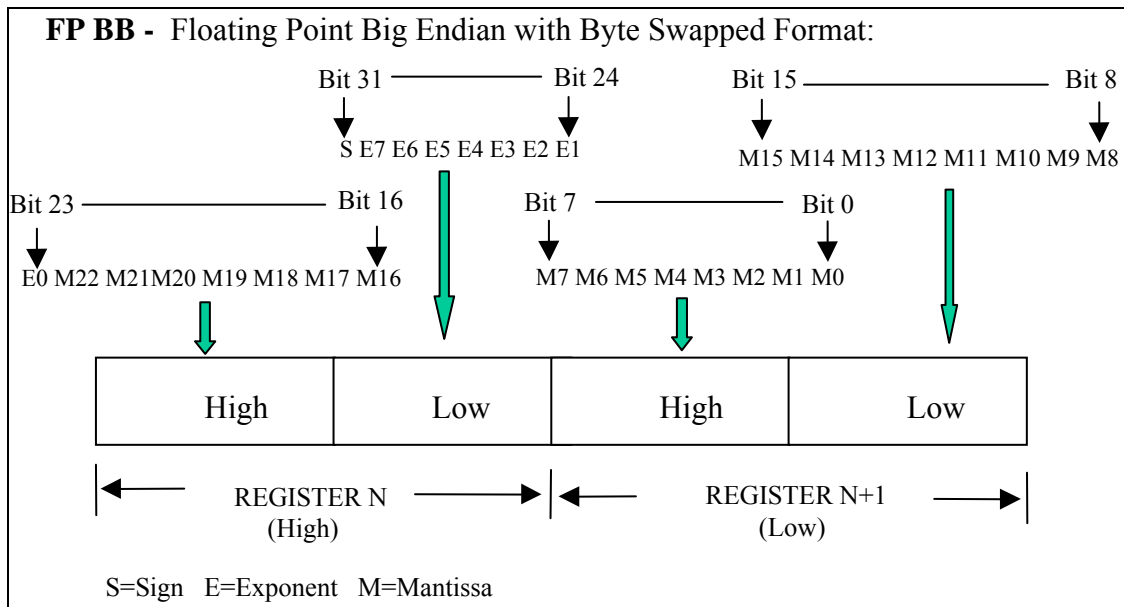 FP BB - Floating Point Big Endian with Byte Swapped Format:
Bit 31 Bit 24
Bit 15 Bit 8
S E7 E6 E5 E4 E3 E2 E1
M15 M14 M13 M12 M11 M10 M9 M8
Bit 23 Bit 16
Bit 7 Bit 0
E0 M22 M21M20 M19 M18 M17 M16
M7 M6 M5 M4 M3 M2 M1 M0
High Low High Low
REGISTER N
(High)
REGISTER N+1
(Low)
S=Sign E=Exponent M=Mantissa